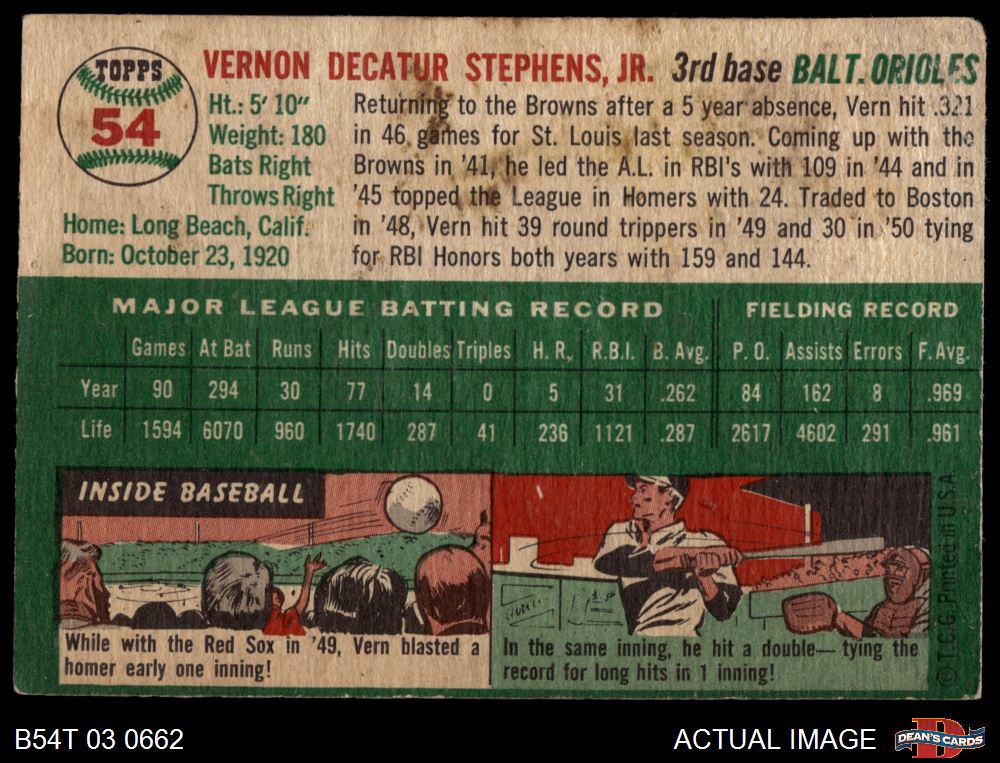 TOPPS
54
VERNON DECATUR STEPHENS, JR. 3rd base BALT. ORIOLES
Ht.: 5' 10"
Weight: 180
Bats Right
Throws Right
Home: Long Beach, Calif.
Born: October 23, 1920
Returning to the Browns after a 5 year absence, Vern hit .321
in 46 games for St. Louis last season. Coming up with the
Browns in '41, he led the A.L. in RBI's with 109 in '44 and in
'45 topped the League in Homers with 24. Traded to Boston
in '48, Vern hit 39 round trippers in '49 and 30 in '50 tying
for RBI Honors both years with 159 and 144.
MAJOR LEAGUE BATTING RECORD FIELDING RECORD
Games At Bat Runs Hits Doubles Triples H. R. R.B.I. B. Avg. P. O. Assists Errors F. Avg.
Year 90 294 30 77 14 0 5 31 .262 84 162 8 .969
Life 1594 6070 960 1740 287 41 236 1121 .287 2617 4602 291 .961
INSIDE BASEBALL
While with the Red Sox in '49, Vern blasted a
homer early one inning!
In the same inning, he hit a double— tying the
record for long hits in 1 inning!
© T.C.G. Printed in U.S.A.
B54T 03 0662
ACTUAL IMAGE
DEAN'S CARDS